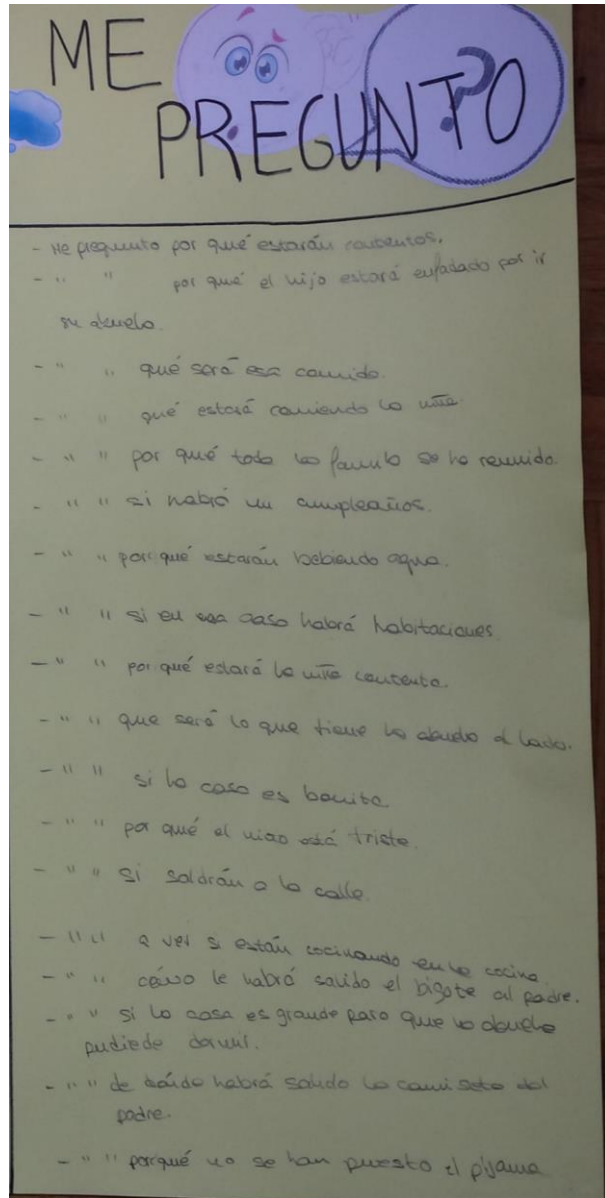 ME
PREGUNTO
?
- Me pregunto por qué estarán contentos.
- " " por qué el hijo estará enfadado por ir
su abuela.
- " " qué será esa comida.
- " " qué estará comiendo la niña.
- " " por qué toda la familia se ha reunido.
- " " si habrá un cumpleaños.
- " " por qué estarán bebiendo agua.
- " " si en esa casa habrá habitaciones.
- " " por qué estará la niña contenta.
- " " que será lo que tiene la abuela al lado.
- " " si la casa es bonita.
- " " por qué el niño está triste.
- " " si saldrán a la calle.
- " " a ver si están cocinando en la cocina.
- " " cómo le habrá salido el bigote al padre.
- " " si la casa es grande para que la abuela
pudiede dormir.
- " " de dónde habrá salido la camiseta del
padre.
- " " porqué no se han puesto el pijama